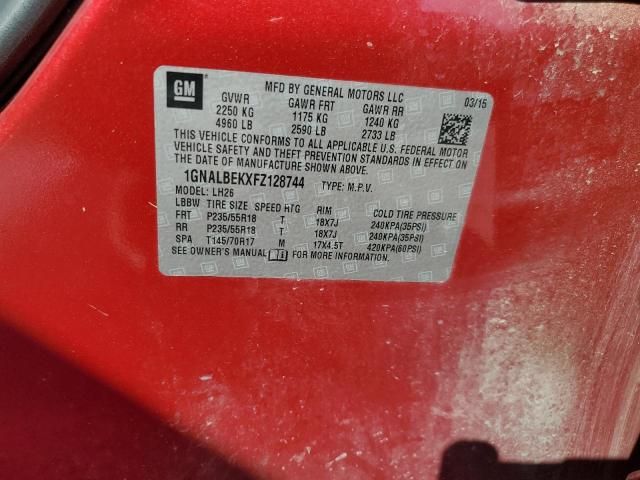 GM
MFD BY GENERAL MOTORS LLC 03/15
GVWR GAWR FRT GAWR RR
2250 KG 1175 KG 1240 KG
4960 LB 2590 LB 2733 LB
THIS VEHICLE CONFORMS TO ALL APPLICABLE U.S. FEDERAL MOTOR
VEHICLE SAFETY AND THEFT PREVENTION STANDARDS IN EFFECT ON
THE DATE OF MANUFACTURE SHOWN ABOVE.
1GNALBEKXFZ128744 TYPE: M.P.V.
MODEL: LH26
LBBW TIRE SIZE SPEED RTG RIM COLD TIRE PRESSURE
FRT P235/55R18 T 18X7J 240KPA(35PSI)
RR P235/55R18 T 18X7J 240KPA(35PSI)
SPA T145/70R17 M 17X4.5T 420KPA(60PSI)
SEE OWNER'S MANUAL FOR MORE INFORMATION.